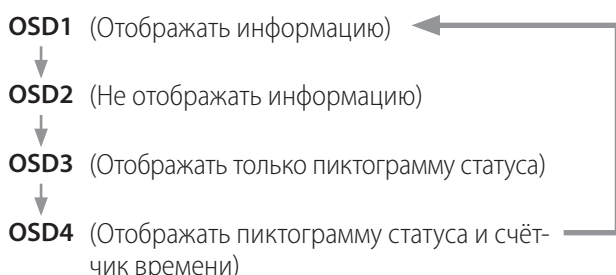 OSD1 (Отображать информацию)
OSD2 (Не отображать информацию)
OSD3 (Отображать только пиктограмму статуса)
OSD4 (Отображать пиктограмму статуса и счёт-
чик времени)